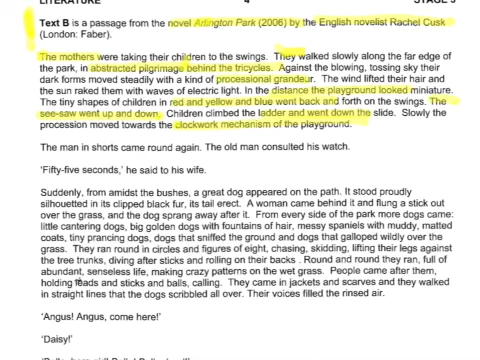 LITERATURE 4 STAGE 3
Text B is a passage from the novel Arlington Park (2006) by the English novelist Rachel Cusk
(London: Faber).
The mothers were taking their children to the swings. They walked slowly along the far edge of
the park, in abstracted pilgrimage behind the tricycles. Against the blowing, tossing sky their
dark forms moved steadily with a kind of processional grandeur. The wind lifted their hair and
the sun raked them with waves of electric light. In the distance the playground looked miniature.
The tiny shapes of children in red and yellow and blue went back and forth on the swings. The
see-saw went up and down. Children climbed the ladder and went down the slide. Slowly the
procession moved towards the clockwork mechanism of the playground.
The man in shorts came round again. The old man consulted his watch.
'Fifty-five seconds,' he said to his wife.
Suddenly, from amidst the bushes, a great dog appeared on the path. It stood proudly
silhouetted in its clipped black fur, its tail erect. A woman came behind it and flung a stick out
over the grass, and the dog sprang away after it. From every side of the park more dogs came:
little cantering dogs, big golden dogs with fountains of hair, messy spaniels with muddy, matted
coats, tiny prancing dogs, dogs that sniffed the ground and dogs that galloped wildly over the
grass. They ran round in circles and figures of eight, chasing, skidding, lifting their legs against
the tree trunks, diving after sticks and rolling on their backs . Round and round they ran, full of
abundant, senseless life, making crazy patterns on the wet grass. People came after them,
holding leads and sticks and balls, calling. They came in jackets and scarves and they walked
in straight lines that the dogs scribbled all over. Their voices filled the rinsed air.
'Angus! Angus, come here!'
'Daisy!'